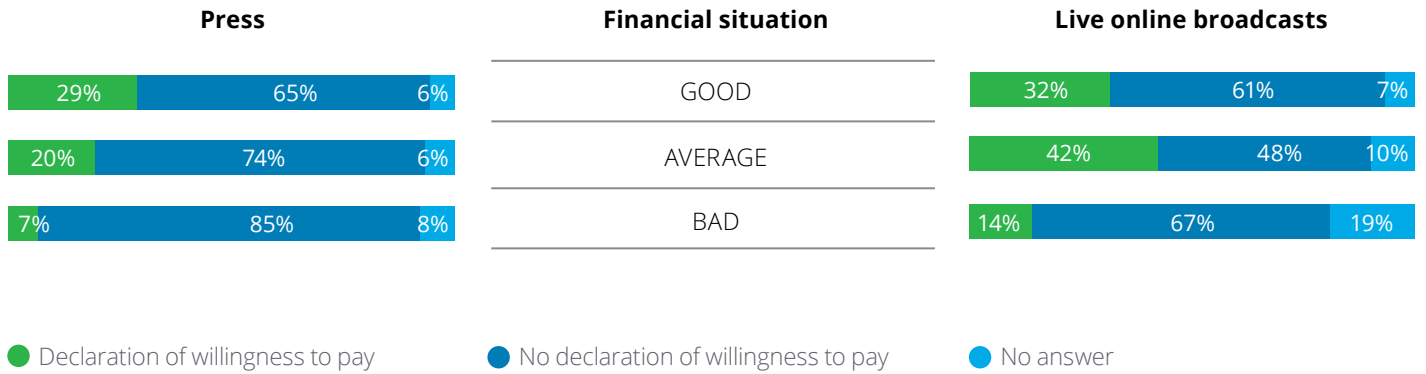 Press Financial situation Live online broadcasts
29% 65% 6% GOOD 32% 61% 7%
20% 74% 6% AVERAGE 42% 48% 10%
7% 85% 8% BAD 14% 67% 19%
Declaration of willingness to pay No declaration of willingness to pay No answer